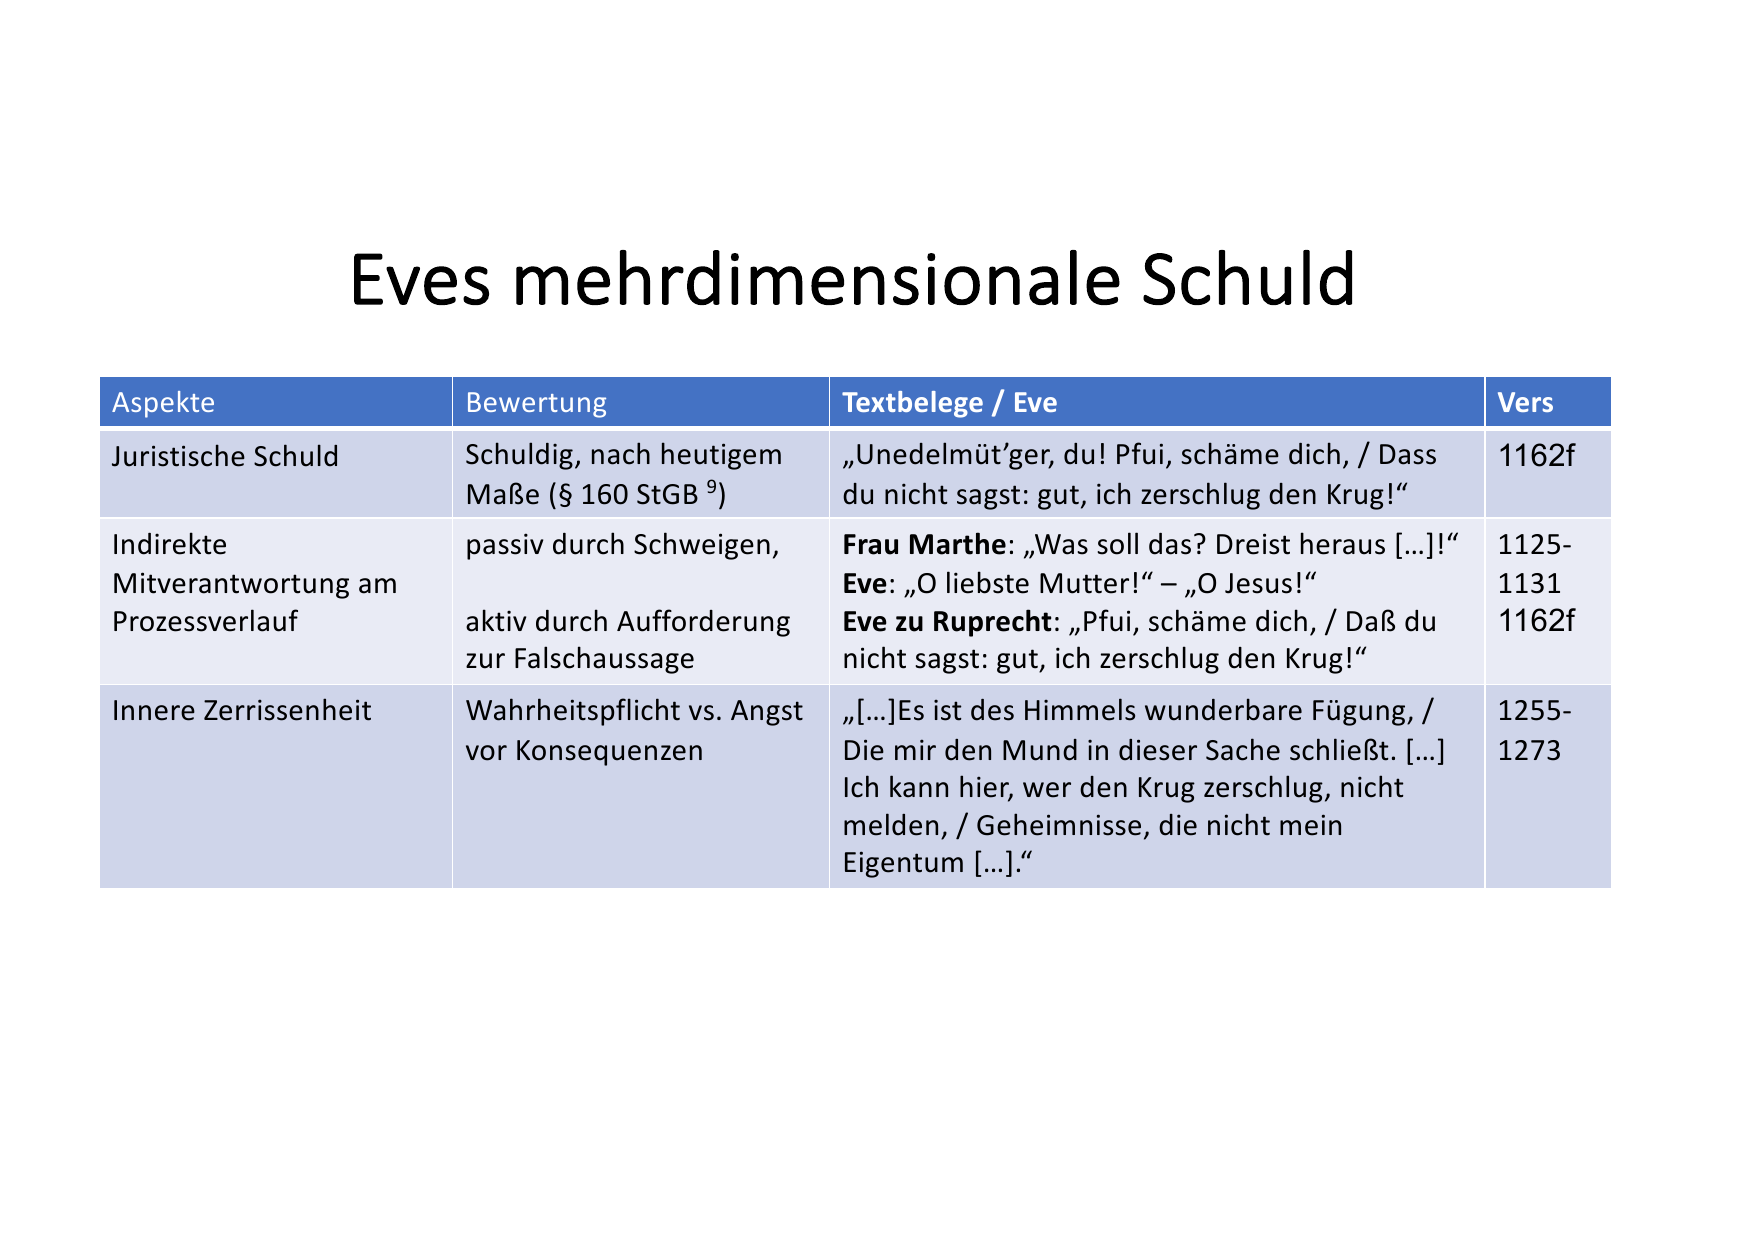 Eves mehrdimensionale Schuld
Aspekte
Bewertung
Textbelege / Eve
Vers
Juristische Schuld
Schuldig, nach heutigem
Maße (§ 160 StGB ⁹)
„Unedelmüt’ger, du! Pfui, schäme dich, / Dass
du nicht sagst: gut, ich zerschlug den Krug!“
1162f
Indirekte
Mitverantwortung am
Prozessverlauf
passiv durch Schweigen,
aktiv durch Aufforderung
zur Falschaussage
Frau Marthe: „Was soll das? Dreist heraus […]!“
Eve: „O liebste Mutter!“ – „O Jesus!“
Eve zu Ruprecht: „Pfui, schäme dich, / Daß du
nicht sagst: gut, ich zerschlug den Krug!“
1125-
1131
1162f
Innere Zerrissenheit
Wahrheitspflicht vs. Angst
vor Konsequenzen
„[…]Es ist des Himmels wunderbare Fügung, /
Die mir den Mund in dieser Sache schließt. […]
Ich kann hier, wer den Krug zerschlug, nicht
melden, / Geheimnisse, die nicht mein
Eigentum […].“
1255-
1273